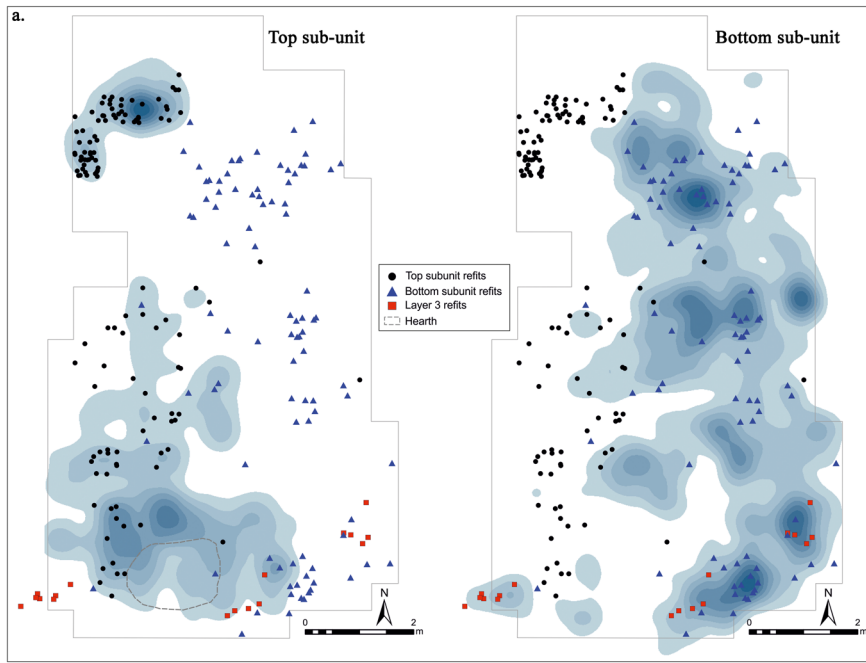 a.
Top sub-unit
Bottom sub-unit
Top subunit refits
Bottom subunit refits
Layer 3 refits
Hearth
N
0 2
m
N
0 2
m